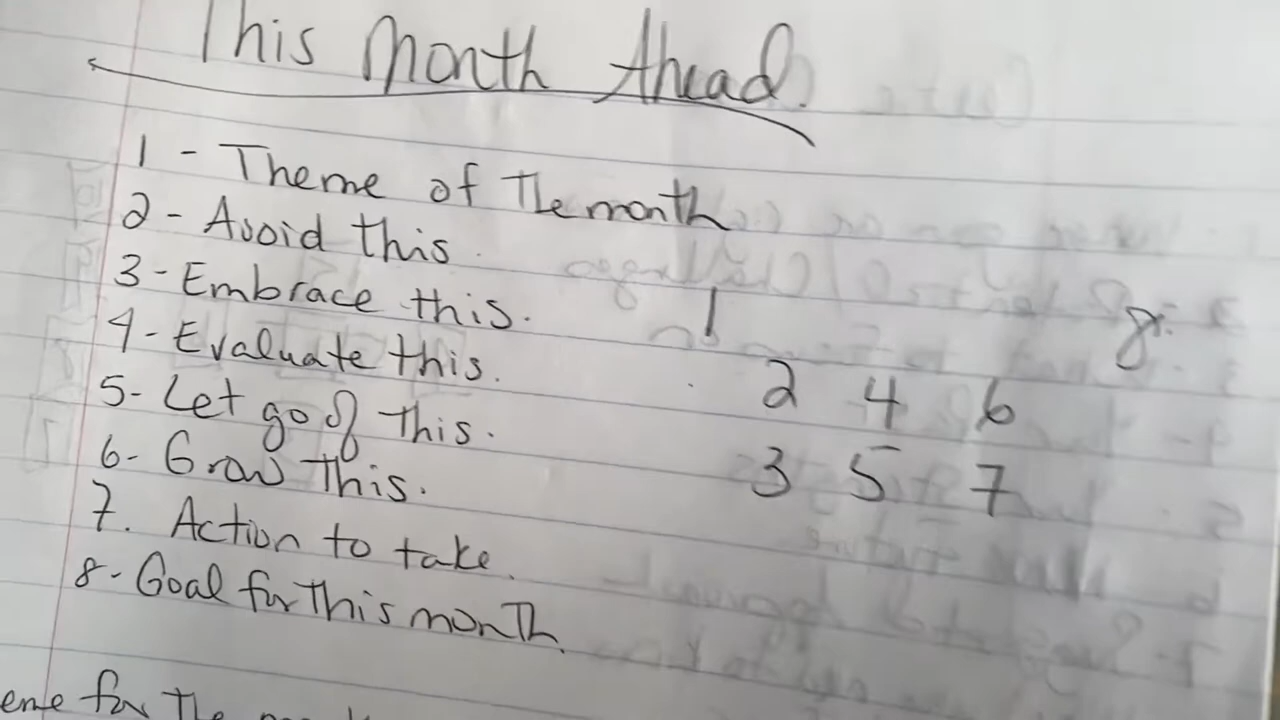 This Month Ahead.
1 - Theme of The month
2 - Avoid this.
3 - Embrace this.
4 - Evaluate this.
5 - Let go of this.
6 - Grow this.
7. Action to take.
8 - Goal for This month
1
8.
2 4 6
3 5 7
for The